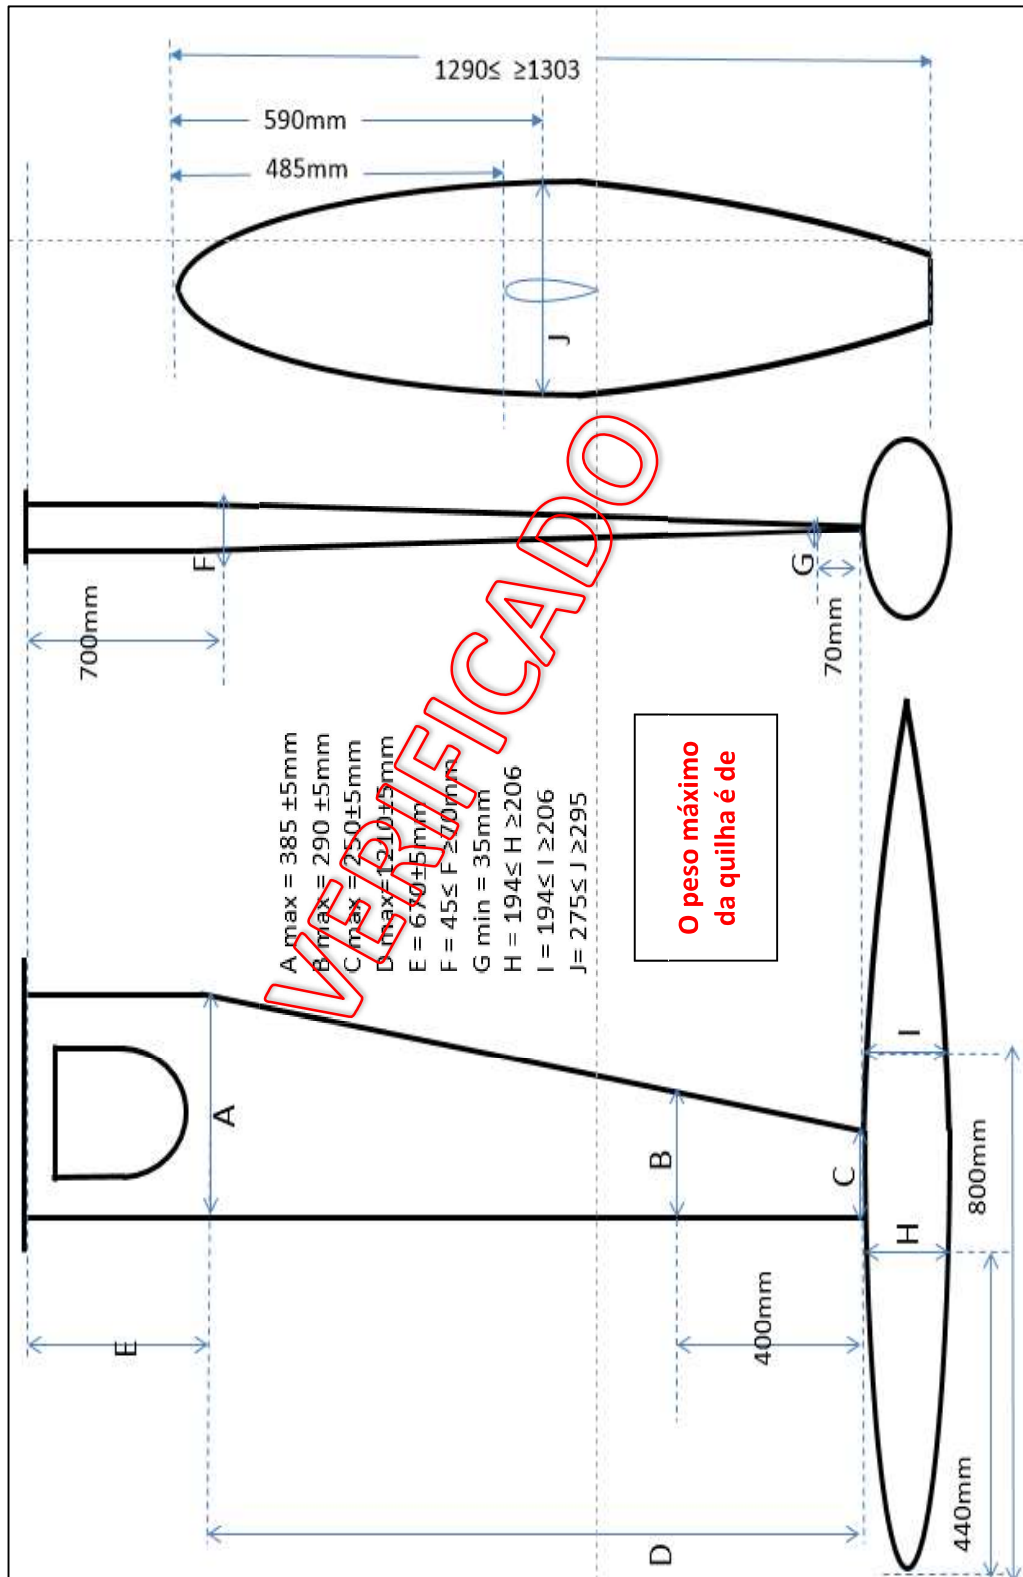 1290≤ ≥1303
590mm
485mm
J
F
G
700mm
70mm
A max = 385 ±5mm
B max = 290 ±5mm
C max = 250±5mm
D max=1210±5mm
E = 670±5mm
F = 45≤ F ≥70mm
G min = 35mm
H = 194≤ H ≥206
I = 194≤ I ≥206
J= 275≤ J ≥295
VERIFICADO
O peso máximo
da quilha é de
A
B
C
I
H
E
D
400mm
800mm
440mm